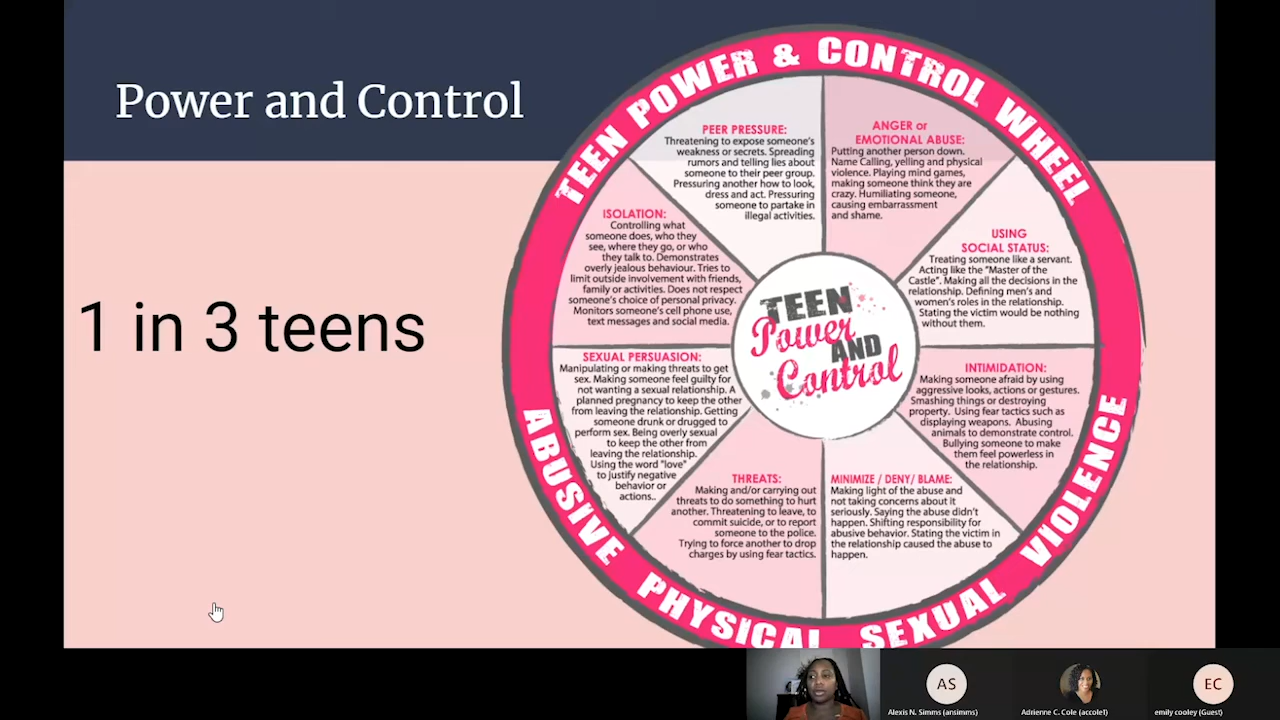 Power and Control
1 in 3 teens
TEEN POWER & CONTROL WHEEL
PEER PRESSURE:
Threatening to expose someone's
weakness or secrets. Spreading
rumors and telling lies about
someone to their peer group.
Pressuring another how to look,
dress and act. Pressuring
someone to partake in
illegal activities.
ANGER or
EMOTIONAL ABUSE:
Putting another person down.
Name Calling, yelling and physical
violence. Playing mind games,
making someone think they are
crazy. Humiliating someone,
causing embarrassment
and shame.
USING
SOCIAL STATUS:
Treating someone like a servant.
Acting like the "Master of the
Castle". Making all the decisions in the
relationship. Defining men's and
women's roles in the relationship.
Stating the victim would be nothing
without them.
INTIMIDATION:
Making someone afraid by using
aggressive looks, actions or gestures.
Smashing things or destroying
property. Using fear tactics such as
displaying weapons. Abusing
animals to demonstrate control.
Bullying someone to make
them feel powerless in
the relationship.
MINIMIZE / DENY/ BLAME:
Making light of the abuse and
not taking concerns about it
seriously. Saying the abuse didn't
happen. Shifting responsibility for
abusive behavior. Stating the victim in
the relationship caused the abuse to
happen.
THREATS:
Making and/or carrying out
threats to do something to hurt
another. Threatening to leave, to
commit suicide, or to report
someone to the police.
Trying to force another to drop
charges by using fear tactics.
SEXUAL PERSUASION:
Manipulating or making threats to get
sex. Making someone feel guilty for
not wanting a sexual relationship. A
planned pregnancy to keep the other
from leaving the relationship. Getting
someone drunk or drugged to
perform sex. Being overly sexual
to keep the other from
leaving the relationship.
Using the word "love"
to justify negative
behavior or
actions..
ISOLATION:
Controlling what
someone does, who they
see, where they go, or who
they talk to. Demonstrates
overly jealous behaviour. Tries to
limit outside involvement with friends,
family or activities. Does not respect
someone's choice of personal privacy.
Monitors someone's cell phone use,
text messages and social media.
TEEN
Power
AND
Control
ABUSIVE PHYSICAL SEXUAL VIOLENCE
AS
EC
Alexis N. Simms (ansimms)
Adrienne C. Cole (accole1)
emily cooley (Guest)